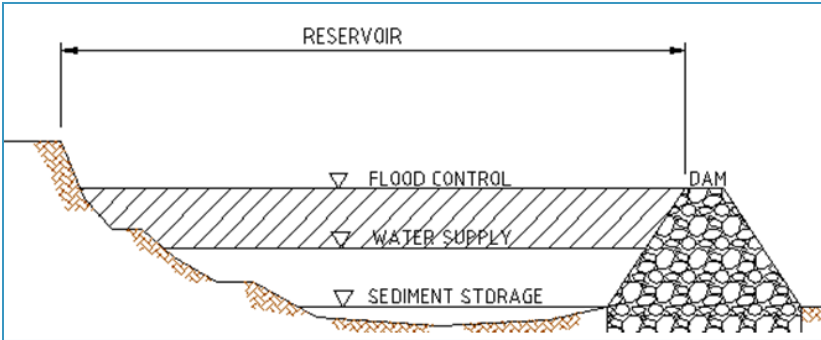 RESERVOIR
FLOOD CONTROL
DAM
WATER SUPPLY
SEDIMENT STORAGE